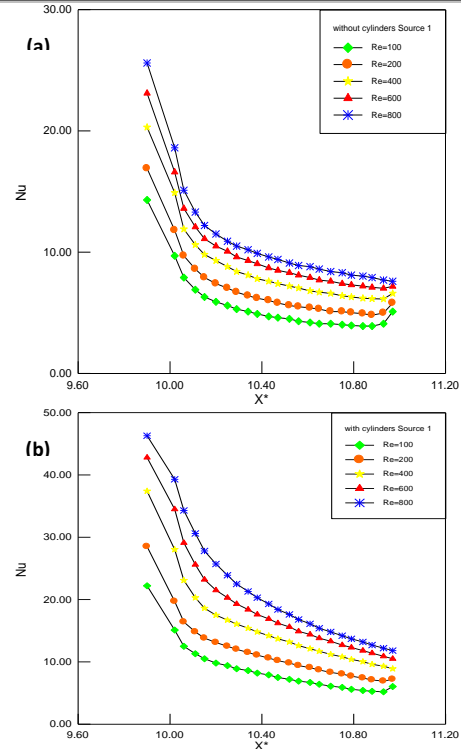 30.00
(a)
without cylinders Source 1
Re=100
Re=200
Re=400
Re=600
Re=800
20.00
Nu
10.00
0.00
9.60
10.00
10.40
10.80
11.20
X*
50.00
(b)
with cylinders Source 1
Re=100
Re=200
Re=400
Re=600
Re=800
40.00
30.00
Nu
20.00
10.00
0.00
9.60
10.00
10.40
10.80
11.20
X*